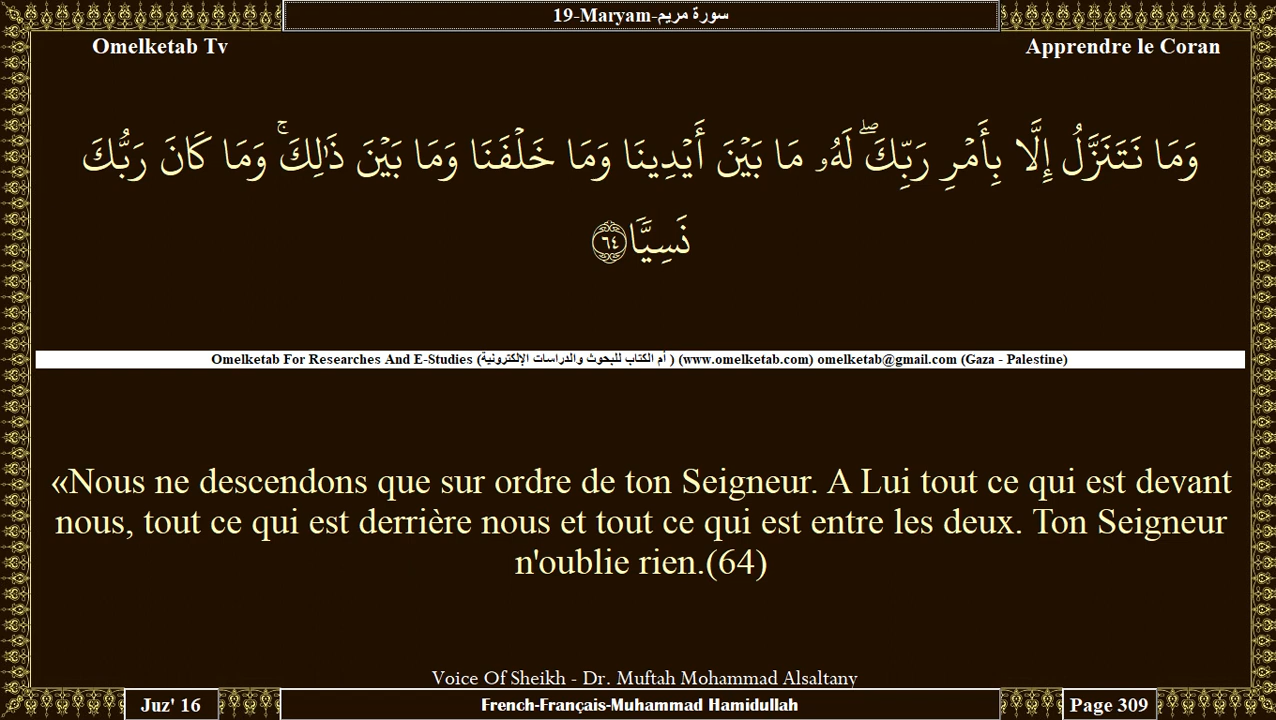 19-Maryam-سورة مريم
Omelketab Tv
Apprendre le Coran
وَمَا نَتَنَزَّلُ إِلَّا بِأَمْرِ رَبِّكَ ۖ لَهُۥ مَا بَيْنَ أَيْدِينَا وَمَا خَلْفَنَا وَمَا بَيْنَ ذَٰلِكَ ۚ وَمَا كَانَ رَبُّكَ
نَسِيًّا ٦٤
Omelketab For Researches And E-Studies (أم الكتاب للبحوث والدراسات الإلكترونية ) (www.omelketab.com) omelketab@gmail.com (Gaza - Palestine)
«Nous ne descendons que sur ordre de ton Seigneur. A Lui tout ce qui est devant
nous, tout ce qui est derrière nous et tout ce qui est entre les deux. Ton Seigneur
n'oublie rien.(64)
Voice Of Sheikh - Dr. Muftah Mohammad Alsaltany
Juz' 16
French-Français-Muhammad Hamidullah
Page 309